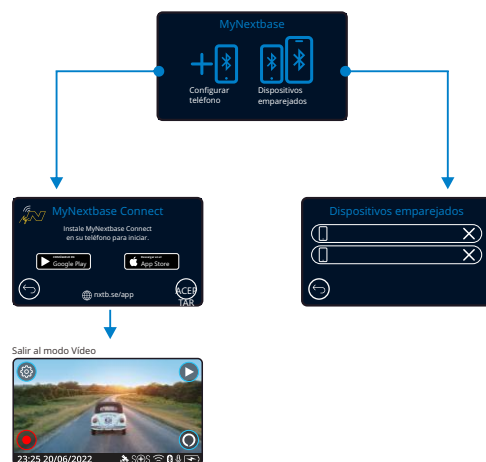 MyNextbase
Configurar
teléfono
Dispositivos
emparejados
MyNextbase Connect
Instale MyNextbase Connect
en su teléfono para iniciar.
Google Play
App Store
nxtb.se/app
ACEP
TAR
Dispositivos emparejados
Salir al modo Vídeo
23:25 20/06/2022
SOS